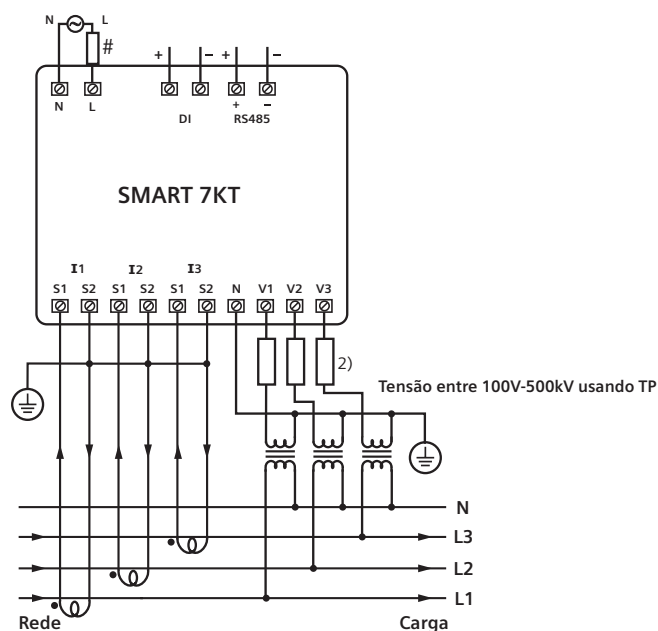 N L
#
+ − + −
N L + −
DI RS485
SMART 7KT
I1 I2 I3
S1 S2 S1 S2 S1 S2 N V1 V2 V3
2)
Tensão entre 100V-500kV usando TP
N
L3
L2
L1
Rede Carga